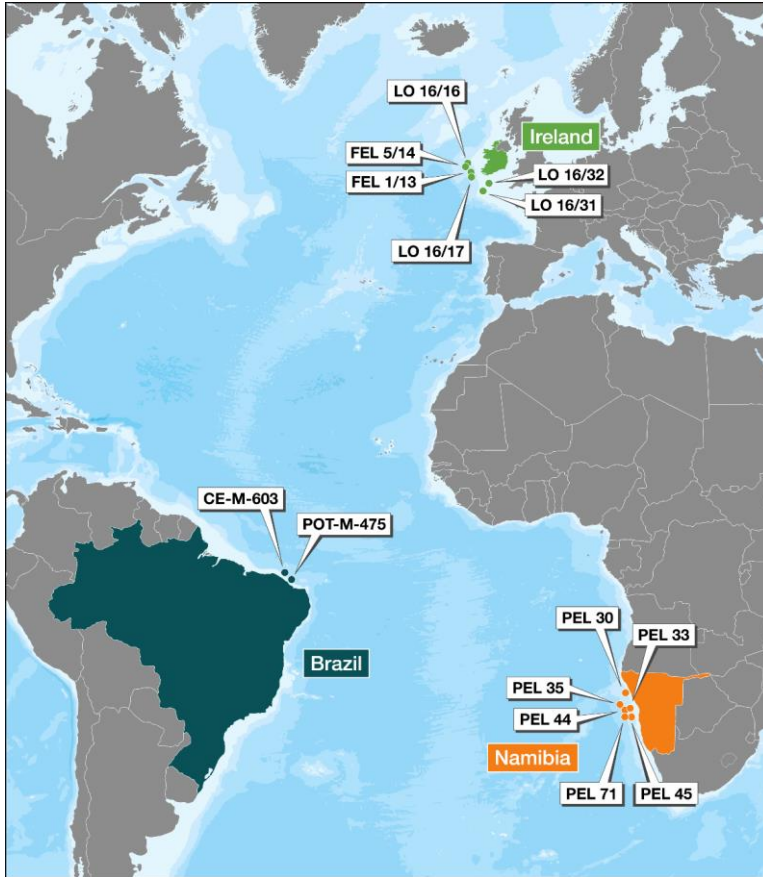 LO 16/16
Ireland
FEL 5/14
FEL 1/13
LO 16/32
LO 16/31
LO 16/17
CE-M-603
POT-M-475
Brazil
PEL 30
PEL 33
PEL 35
PEL 44
Namibia
PEL 71
PEL 45